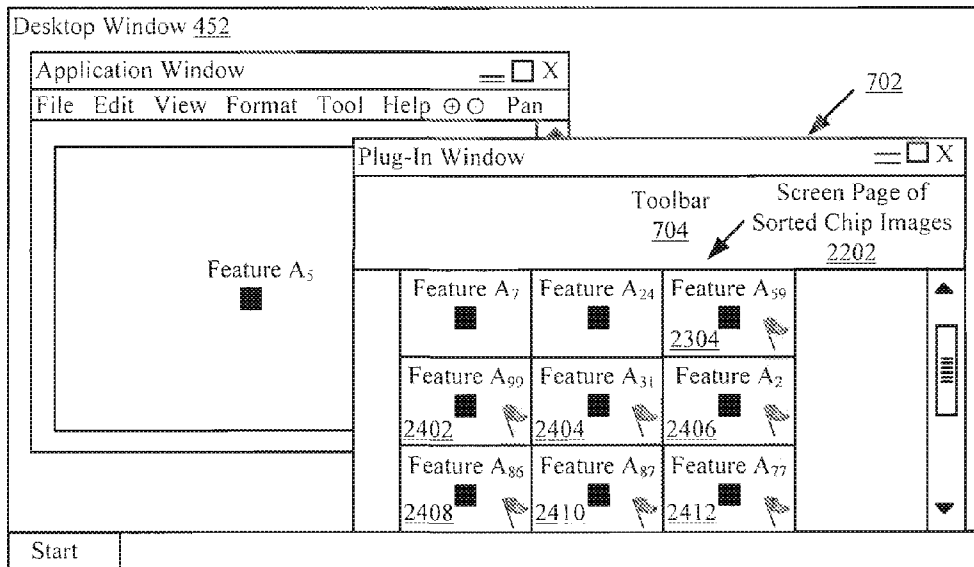 Desktop Window 452
Application Window X
File Edit View Format Tool Help Pan
702
Plug-In Window X
Toolbar
704
Screen Page of
Sorted Chip Images
2202
Feature A5
Feature A7 Feature A24 Feature A59
2304
Feature A99 Feature A31 Feature A2
2402 2404 2406
Feature A86 Feature A87 Feature A77
2408 2410 2412
Start